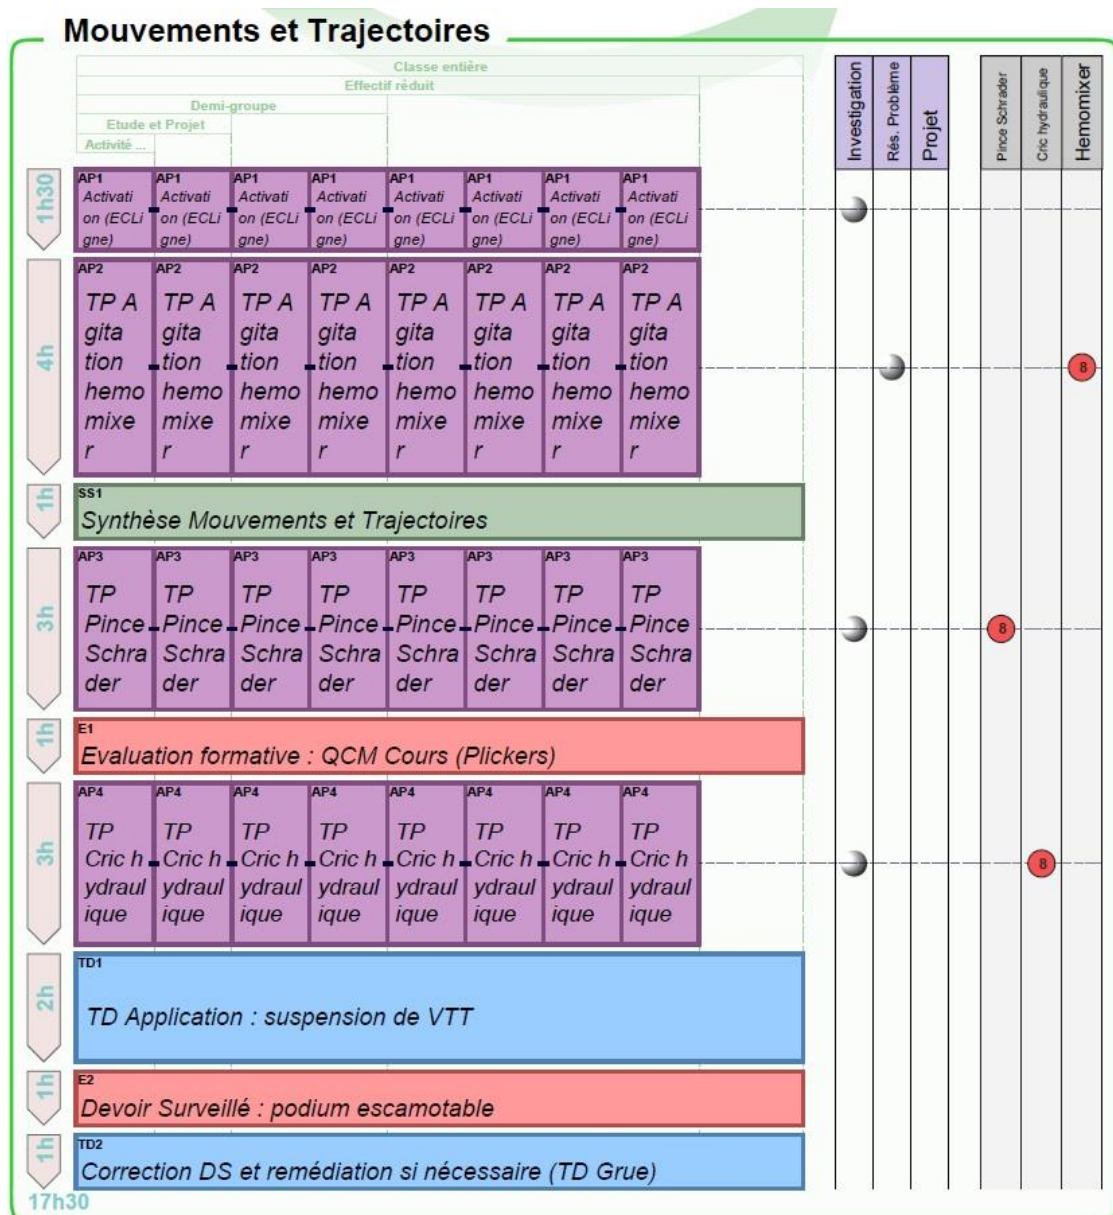 Mouvements et Trajectoires
Classe entière
Effectif réduit
Demi-groupe
Etude et Projet
Activité ...
Investigation
Rés. Problème
Projet
Pince Schrader
Cric hydraulique
Hemomixer
1h30
AP1 AP1 AP1 AP1 AP1 AP1 AP1 AP1
Activati Activati Activati Activati Activati Activati Activati Activati
on (ECLi on (ECLi on (ECLi on (ECLi on (ECLi on (ECLi on (ECLi on (ECLi
gne) gne) gne) gne) gne) gne) gne) gne)
4h
AP2 AP2 AP2 AP2 AP2 AP2 AP2 AP2
TP A TP A TP A TP A TP A TP A TP A TP A
gita gita gita gita gita gita gita gita
tion tion tion tion tion tion tion tion 8
hemo hemo hemo hemo hemo hemo hemo hemo
mixe mixe mixe mixe mixe mixe mixe mixe
r r r r r r r r
1h
SS1
Synthèse Mouvements et Trajectoires
3h
AP3 AP3 AP3 AP3 AP3 AP3 AP3 AP3
TP TP TP TP TP TP TP TP
Pince Pince Pince Pince Pince Pince Pince Pince 8
Schra Schra Schra Schra Schra Schra Schra Schra
der der der der der der der der
1h
E1
Evaluation formative : QCM Cours (Plickers)
3h
AP4 AP4 AP4 AP4 AP4 AP4 AP4 AP4
TP TP TP TP TP TP TP TP
Cric h Cric h Cric h Cric h Cric h Cric h Cric h Cric h 8
ydraul ydraul ydraul ydraul ydraul ydraul ydraul ydraul
ique ique ique ique ique ique ique ique
2h
TD1
TD Application : suspension de VTT
1h
E2
Devoir Surveillé : podium escamotable
1h
TD2
Correction DS et remédiation si nécessaire (TD Grue)
17h30